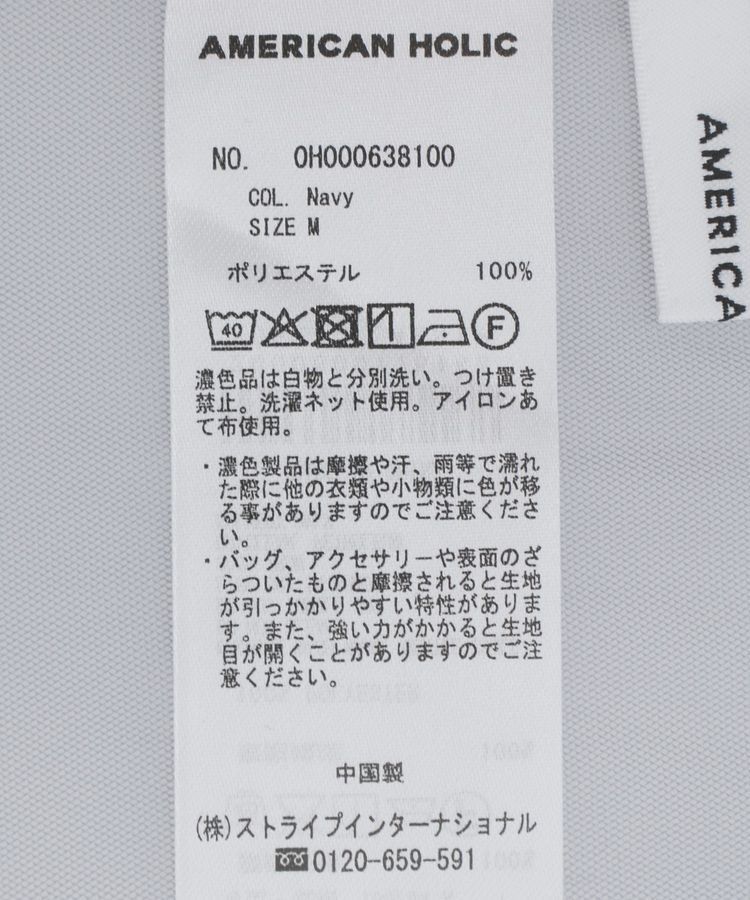 AMERICAN HOLIC
AMERICA
NO. 0H000638100
COL. Navy
SIZE M
ポリエステル 100%
40 F
濃色品は白物と分別洗い。つけ置き
禁止。洗濯ネット使用。アイロンあ
て布使用。
・濃色製品は摩擦や汗、雨等で濡れ
た際に他の衣類や小物類に色が移
る事がありますのでご注意くださ
い。
・バッグ、アクセサリーや表面のざ
らついたものと摩擦されると生地
が引っかかりやすい特性がありま
す。また、強い力がかかると生地
目が開くことがありますのでご注
意ください。
中国製
(株)ストライプインターナショナル
0120-659-591